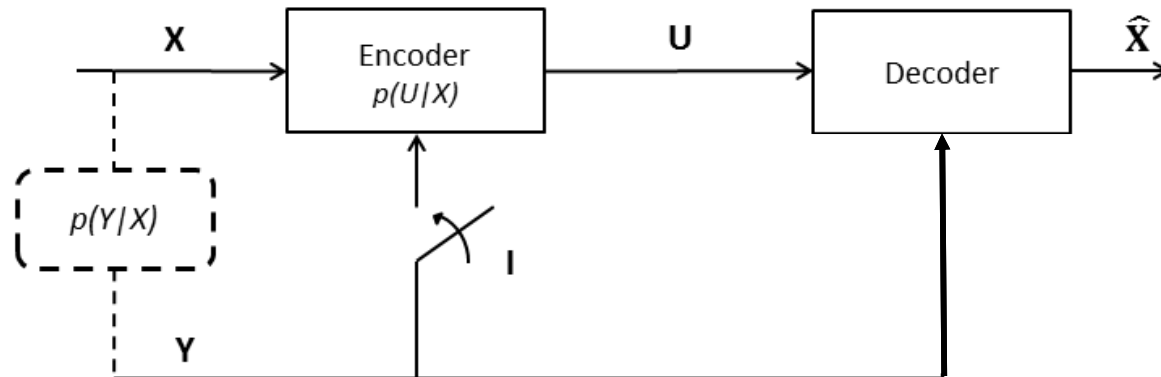 X
Encoder
p(U|X)
U
Decoder
X̂
p(Y|X)
I
Y